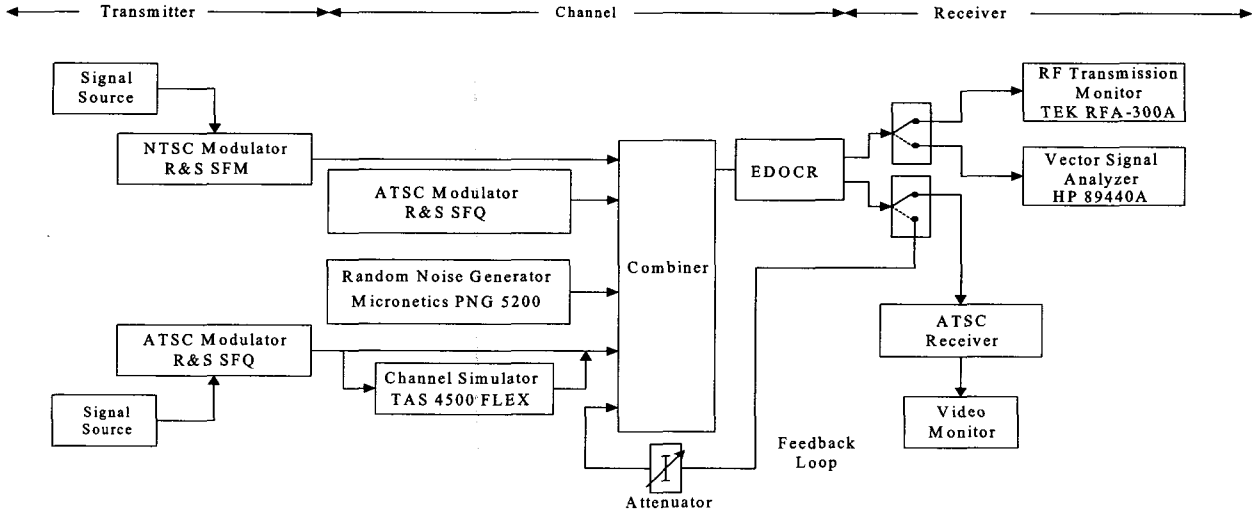 Transmitter
Channel
Receiver
Signal
Source
NTSC Modulator
R&S SFM
ATSC Modulator
R&S SFQ
Random Noise Generator
Micronetics PNG 5200
ATSC Modulator
R&S SFQ
Channel Simulator
TAS 4500 FLEX
Signal
Source
Combiner
EDOCR
RF Transmission
Monitor
TEK RFA-300A
Vector Signal
Analyzer
HP 89440A
ATSC
Receiver
Video
Monitor
Feedback
Loop
I
Attenuator